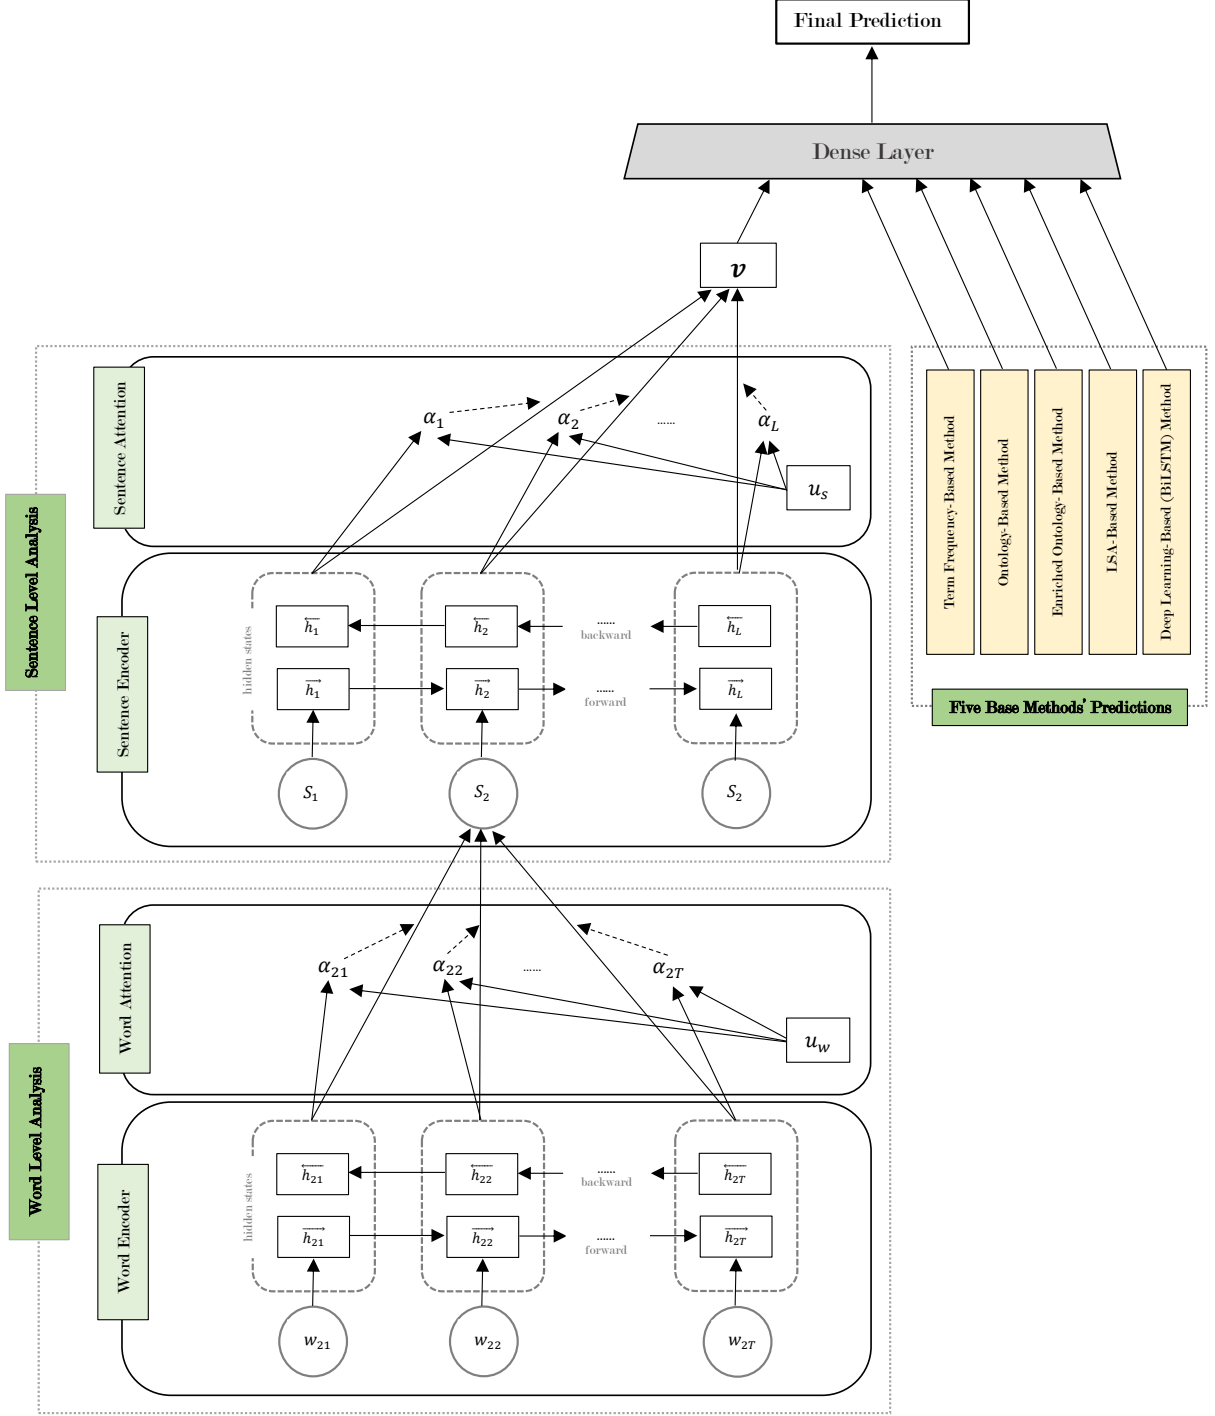 Final Prediction
Dense Layer
v
Sentence Level Analysis
Sentence Attention
α1
α2
......
αL
us
Sentence Encoder
hidden states
h1
h2
......
backward
hL
h1
h2
......
forward
hL
S1
S2
S2
Term Frequency-Based Method
Ontology-Based Method
Enriched Ontology-Based Method
LSA-Based Method
Deep Learning-Based (BiLSTM) Method
Five Base Methods' Predictions
Word Level Analysis
Word Attention
α21
α22
......
α2T
uw
Word Encoder
hidden states
h21
h22
......
backward
h2T
h21
h22
......
forward
h2T
w21
w22
w2T